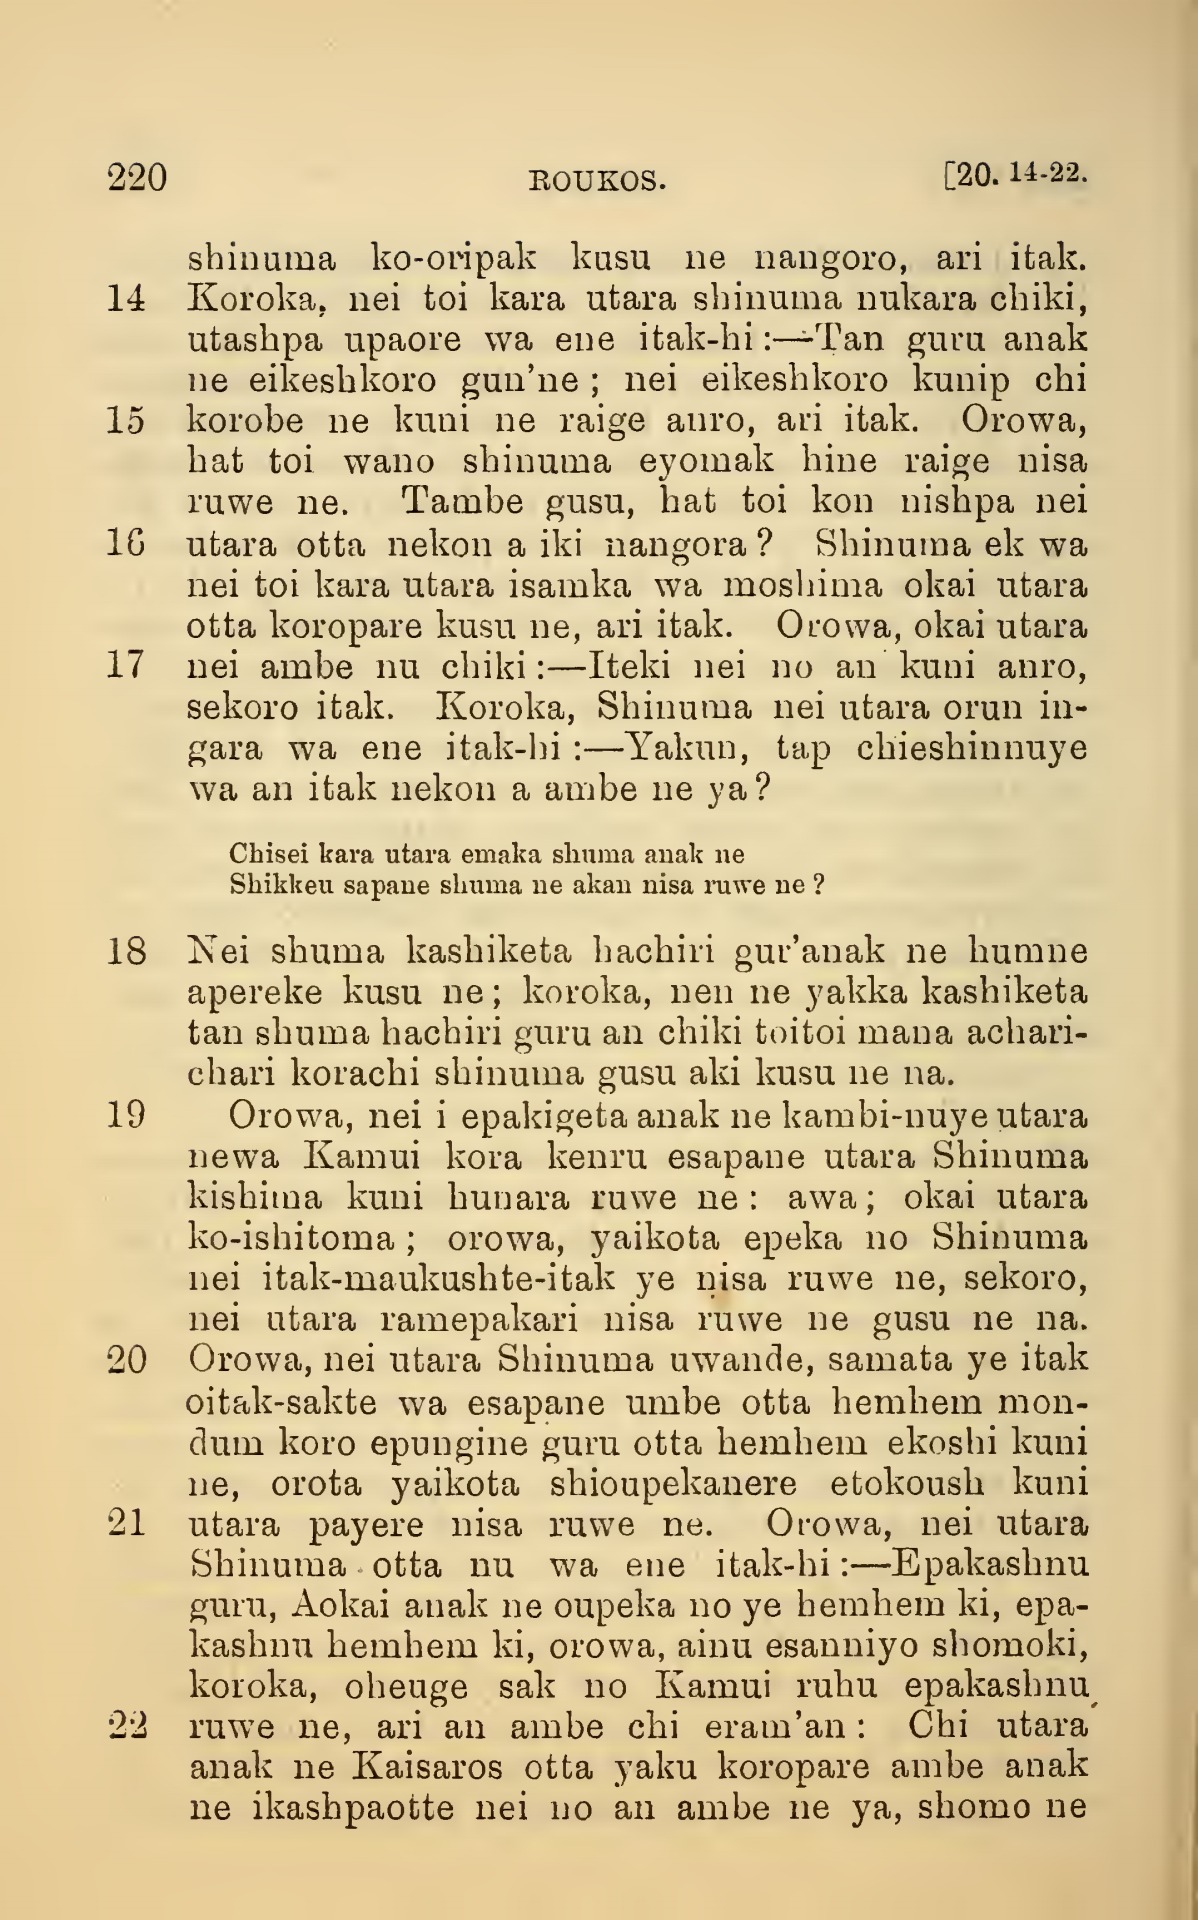 220 ROUKOS. [20. 14-22.
shinuma ko-oripak kusu ne nangoro, ari itak.
14 Koroka, nei toi kara utara shinuma nukara chiki,
utashpa upaore wa ene itak-hi:—Tan guru anak
ne eikeshkoro gun'ne; nei eikeshkoro kunip chi
15 korobe ne kuni ne raige anro, ari itak. Orowa,
hat toi wano shinuma eyomak hine raige nisa
ruwe ne. Tambe gusu, hat toi kon nishpa nei
16 utara otta nekon a iki nangora? Shinuma ek wa
nei toi kara utara isamka wa moshima okai utara
otta koropare kusu ne, ari itak. Orowa, okai utara
17 nei ambe nu chiki:—Iteki nei no an kuni anro,
sekoro itak. Koroka, Shinuma nei utara orun in-
gara wa ene itak-hi:—Yakun, tap chieshinnuye
wa an itak nekon a ambe ne ya?
Chisei kara utara emaka shuma anak ne
Shikkeu sapane shuma ne akan nisa ruwe ne?
18 Nei shuma kashiketa hachiri gur'anak ne humne
apereke kusu ne; koroka, nen ne yakka kashiketa
tan shuma hachiri guru an chiki toitoi mana achari-
chari korachi shinuma gusu aki kusu ne na.
19 Orowa, nei i epakigeta anak ne kambi-nuye utara
newa Kamui kora kenru esapane utara Shinuma
kishima kuni hunara ruwe ne: awa; okai utara
ko-ishitoma; orowa, yaikota epeka no Shinuma
nei itak-maukushte-itak ye nisa ruwe ne, sekoro,
nei utara ramepakari nisa ruwe ne gusu ne na.
20 Orowa, nei utara Shinuma uwande, samata ye itak
oitak-sakte wa esapane umbe otta hemhem mon-
dum koro epungine guru otta hemhem ekoshi kuni
ne, orota yaikota shioupekanere etokoush kuni
21 utara payere nisa ruwe ne. Orowa, nei utara
Shinuma otta nu wa ene itak-hi:—Epakashnu
guru, Aokai anak ne oupeka no ye hemhem ki, epa-
kashnu hemhem ki, orowa, ainu esanniyo shomoki,
koroka, oheuge sak no Kamui ruhu epakashnu
22 ruwe ne, ari an ambe chi eram'an: Chi utara
anak ne Kaisaros otta yaku koropare ambe anak
ne ikashpaotte nei no an ambe ne ya, shomo ne